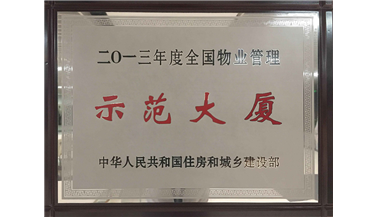 二〇一三年度全国物业管理
示范大厦
中华人民共和国住房和城乡建设部